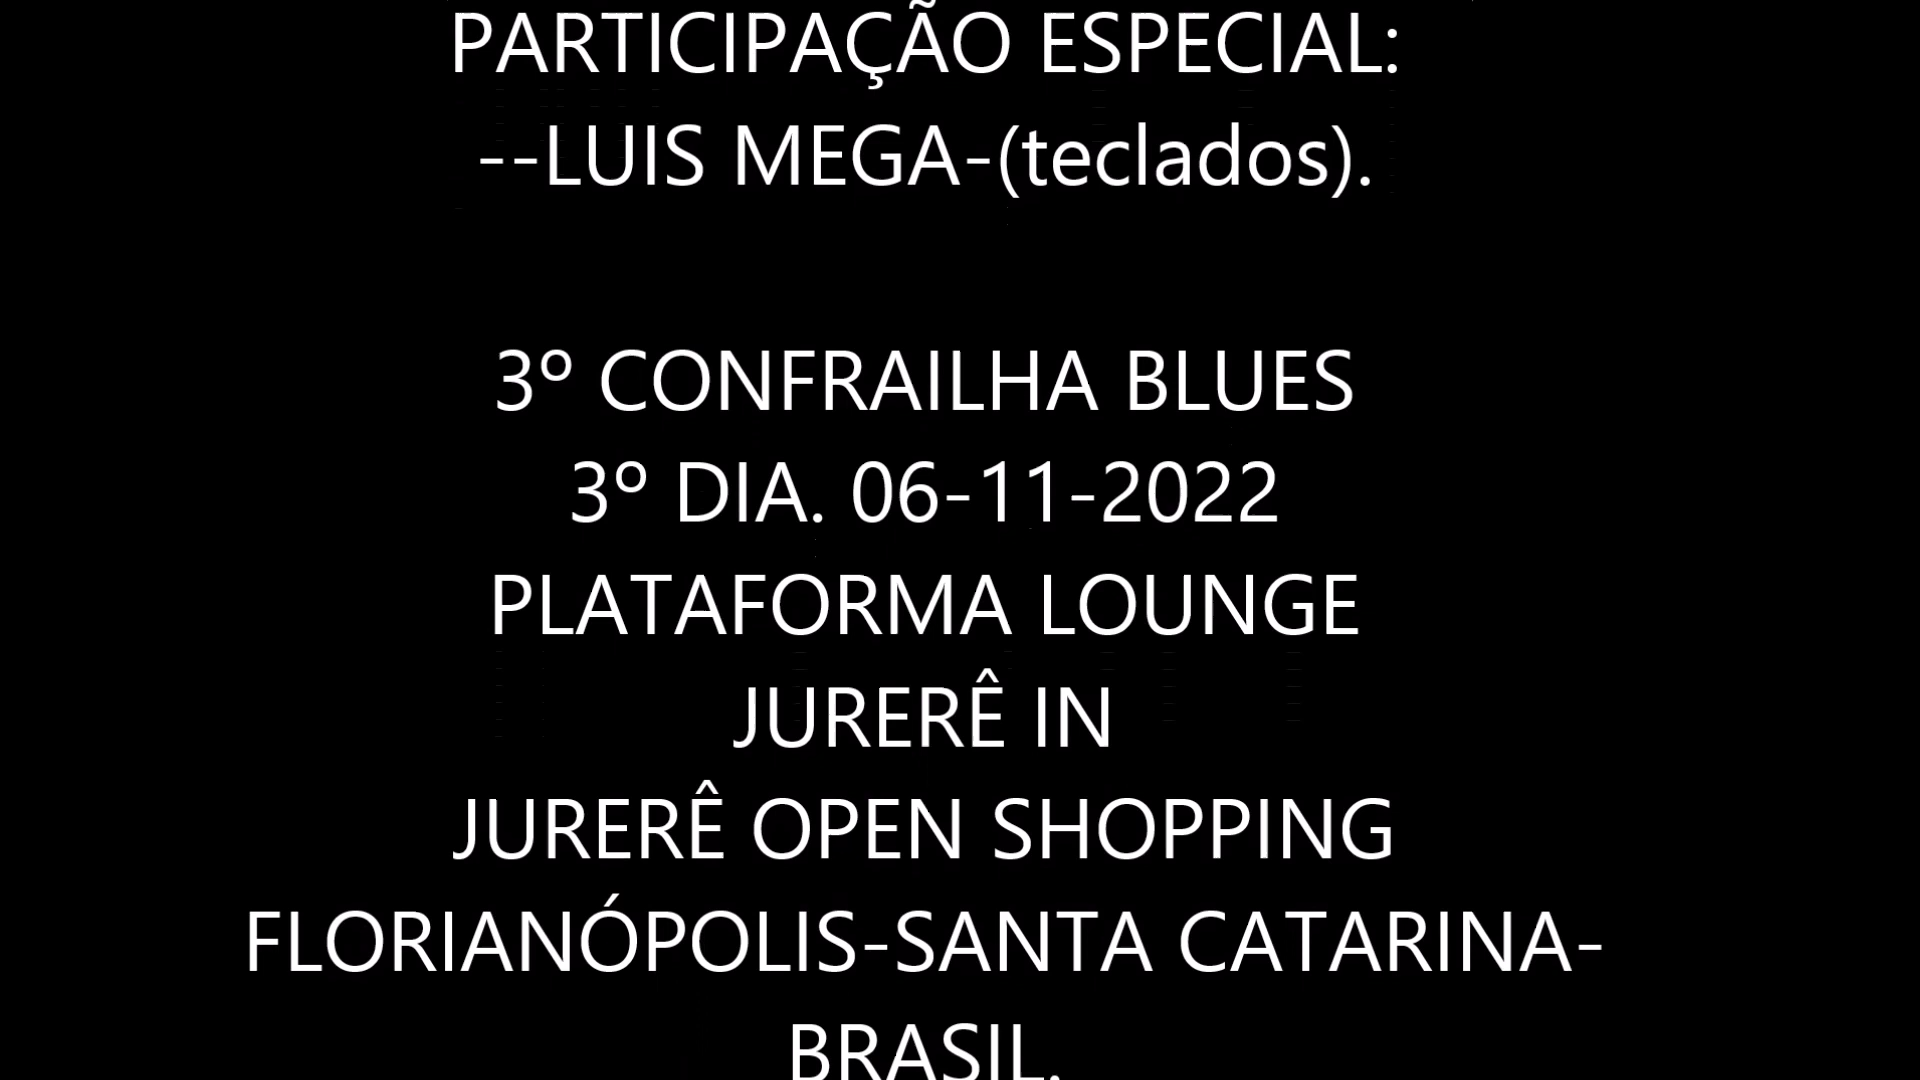 PARTICIPAÇÃO ESPECIAL:
--LUIS MEGA-(teclados).
3º CONFRAILHA BLUES
3º DIA. 06-11-2022
PLATAFORMA LOUNGE
JURERÊ IN
JURERÊ OPEN SHOPPING
FLORIANÓPOLIS-SANTA CATARINA-
BRASIL.